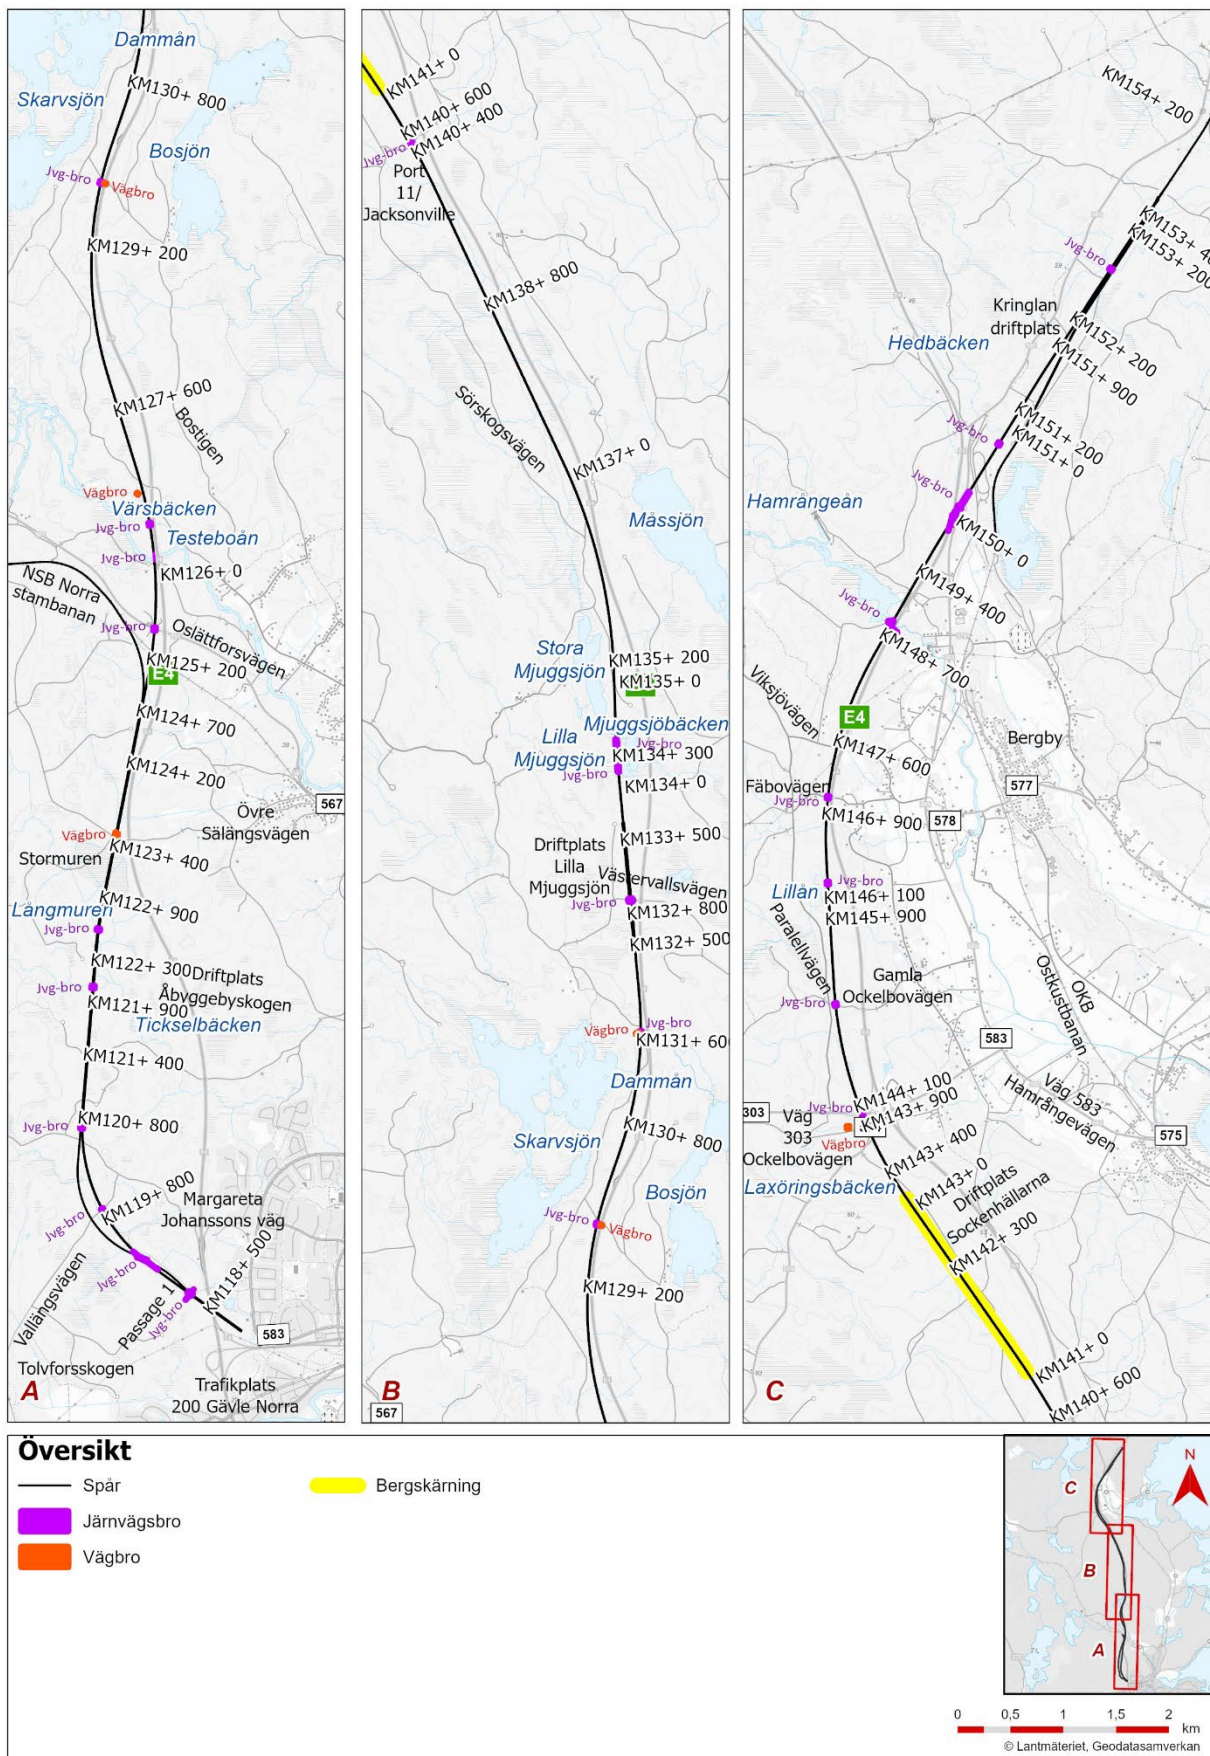 Dammån
KM130+ 800
Skarvsjön
Bosjön
Jvg-bro
Vägbro
KM129+ 200
KM127+ 600
Bostigen
Vägbro
Vårsbäcken
Jvg-bro
Testeboån
Jvg-bro
KM126+ 0
NSB Norra
stambanan
Jvg-bro
Oslättforsvägen
KM125+ 200
E4
KM124+ 700
KM124+ 200
567
Övre
Sälängsvägen
Vägbro
KM123+ 400
Stormuren
KM122+ 900
Långmuren
Jvg-bro
KM122+ 300
Driftplats
Åbyggebyskogen
Jvg-bro
KM121+ 900
Tickselbäcken
KM121+ 400
KM120+ 800
Jvg-bro
KM119+ 800
Margareta
Johanssons väg
Jvg-bro
KM118+ 500
Jvg-bro
Vallängsvägen
Passage 1
Jvg-bro
583
Tolvforsskogen
Trafikplats
200 Gävle Norra
A
KM141+ 0
KM140+ 600
KM140+ 400
Jvg-bro
Port
11/
Jacksonville
KM138+ 800
Sörskogsvägen
KM137+ 0
Måssjön
Stora
Mjuggsjön
KM135+ 200
KM135+ 0
Mjuggsjöbäcken
Lilla
Mjuggsjön
Jvg-bro
KM134+ 300
Jvg-bro
KM134+ 0
KM133+ 500
Driftplats
Lilla
Mjuggsjön
Västervallsvägen
Jvg-bro
KM132+ 800
KM132+ 500
Jvg-bro
Vägbro
KM131+ 600
Dammån
KM130+ 800
Skarvsjön
Bosjön
Jvg-bro
Vägbro
KM129+ 200
B
567
KM154+ 200
KM153+ 40
KM153+ 200
Jvg-bro
Kringlan
driftplats
KM152+ 200
Hedbäcken
KM151+ 900
KM151+ 200
Jvg-bro
KM151+ 0
Jvg-bro
Hamrångeån
KM150+ 0
KM149+ 400
Jvg-bro
KM148+ 700
Viksjövägen
E4
KM147+ 600
Bergby
577
Fäbovägen
Jvg-bro
KM146+ 900
578
Jvg-bro
Lillån
KM146+ 100
KM145+ 900
Paralellvägen
Gamla
Ockelbovägen
OKB
Ostkustbanan
Jvg-bro
583
Väg 583
Hamrångevägen
KM144+ 100
303
Väg
303
Jvg-bro
KM143+ 900
Vägbro
575
Ockelbovägen
KM143+ 400
Laxöringsbäcken
KM143+ 0
Driftplats
Sockenhällarna
KM142+ 300
KM141+ 0
KM140+ 600
C
Översikt
Spår
Bergskärning
Järnvägsbro
Vägbro
N
C
B
A
0 0,5 1 1,5 2
km
© Lantmäteriet, Geodatasamverkan